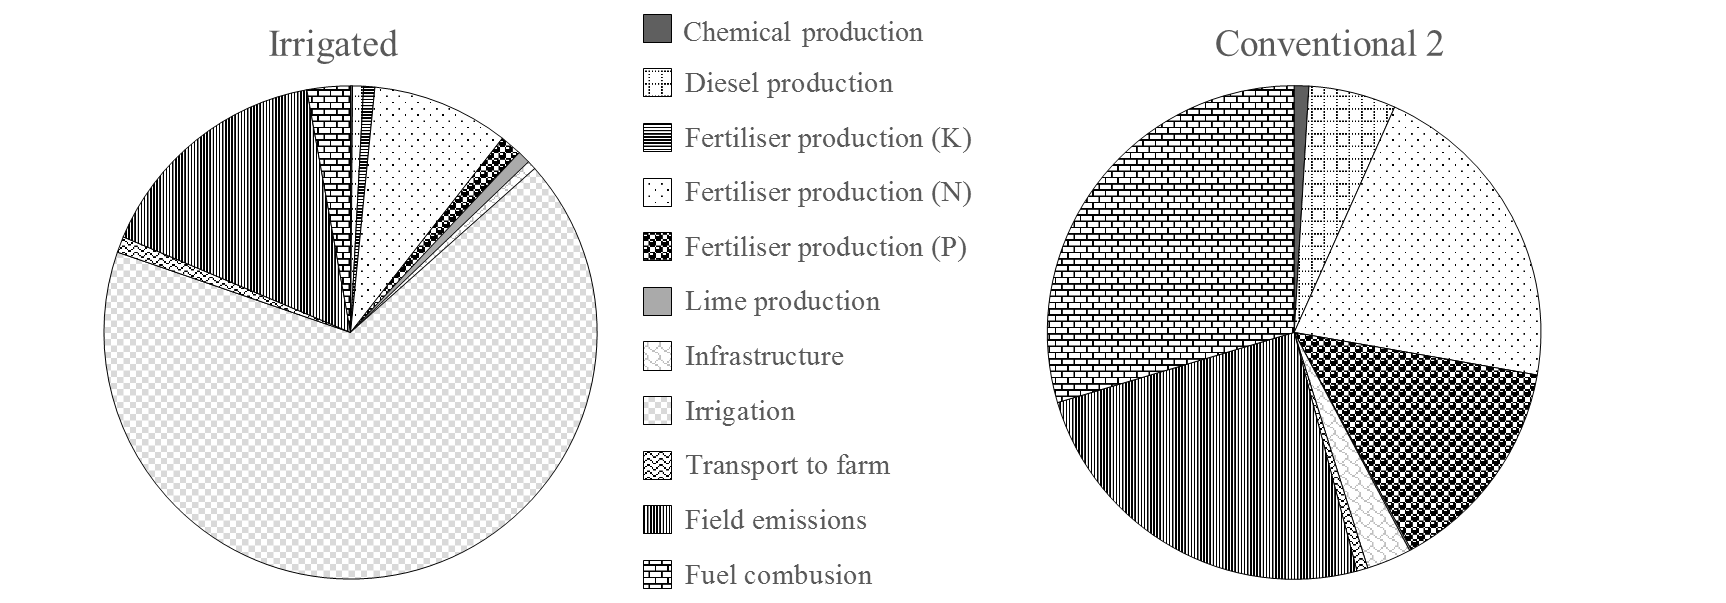 Irrigated
Chemical production
Diesel production
Fertiliser production (K)
Fertiliser production (N)
Fertiliser production (P)
Lime production
Infrastructure
Irrigation
Transport to farm
Field emissions
Fuel combusion
Conventional 2